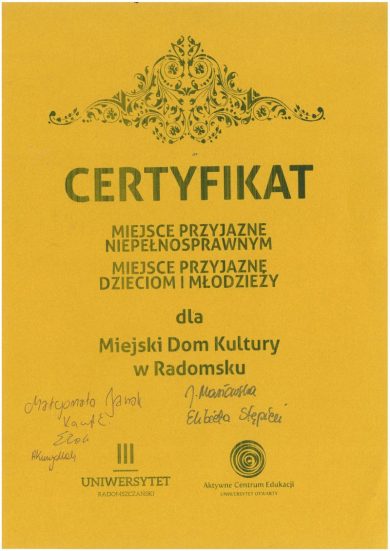 CERTYFIKAT
MIEJSCE PRZYJAZNE
NIEPEŁNOSPRAWNYM
MIEJSCE PRZYJAZNE
DZIECIOM I MŁODZIEŻY
dla
Miejski Dom Kultury
w Radomsku
Małgorzata
Elżbieta Stępień
UNIWERSYTET
RADOMSZCZAŃSKI
Aktywne Centrum Edukacji
UNIWERSYTET OTWARTY